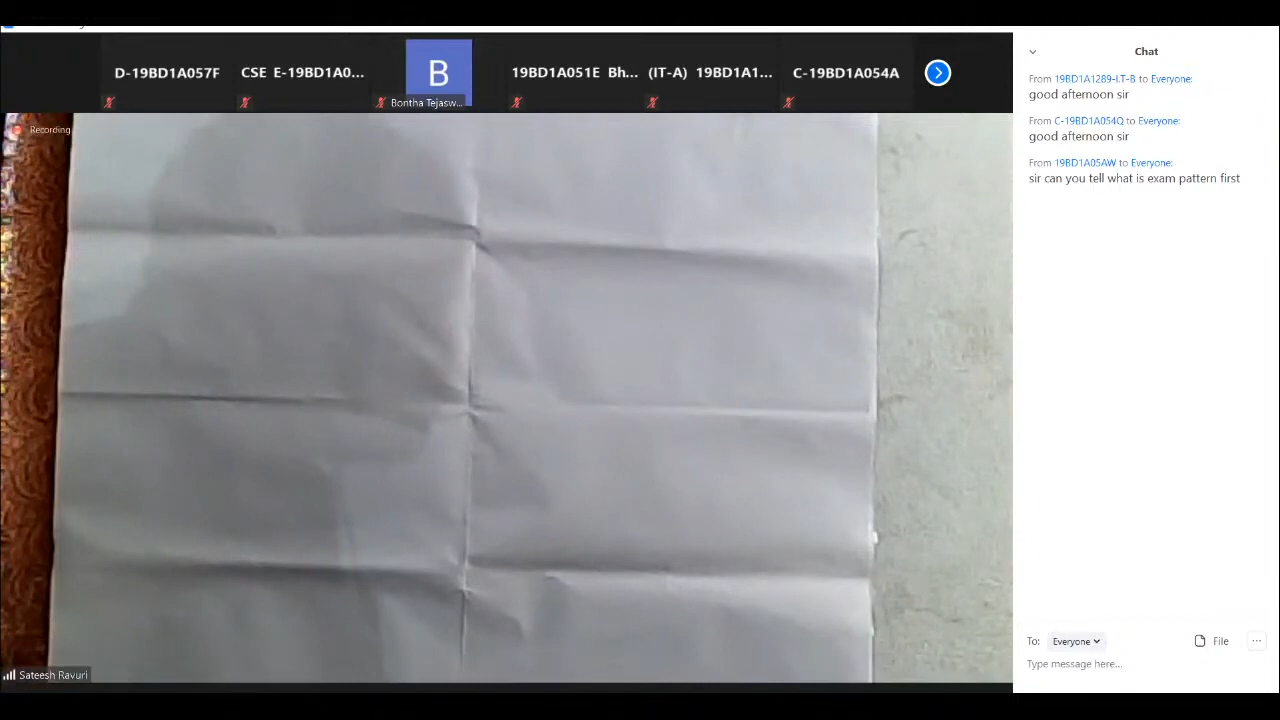 D-19BD1A057F
CSE E-19BD1A0...
B
Bontha Tejasw...
19BD1A051E Bh...
(IT-A) 19BD1A1...
C-19BD1A054A
Recording
Sateesh Ravuri
Chat
From 19BD1A1289-I.T-B to Everyone:
good afternoon sir
From C-19BD1A054Q to Everyone:
good afternoon sir
From 19BD1A05AW to Everyone:
sir can you tell what is exam pattern first
To: Everyone File ...
Type message here...